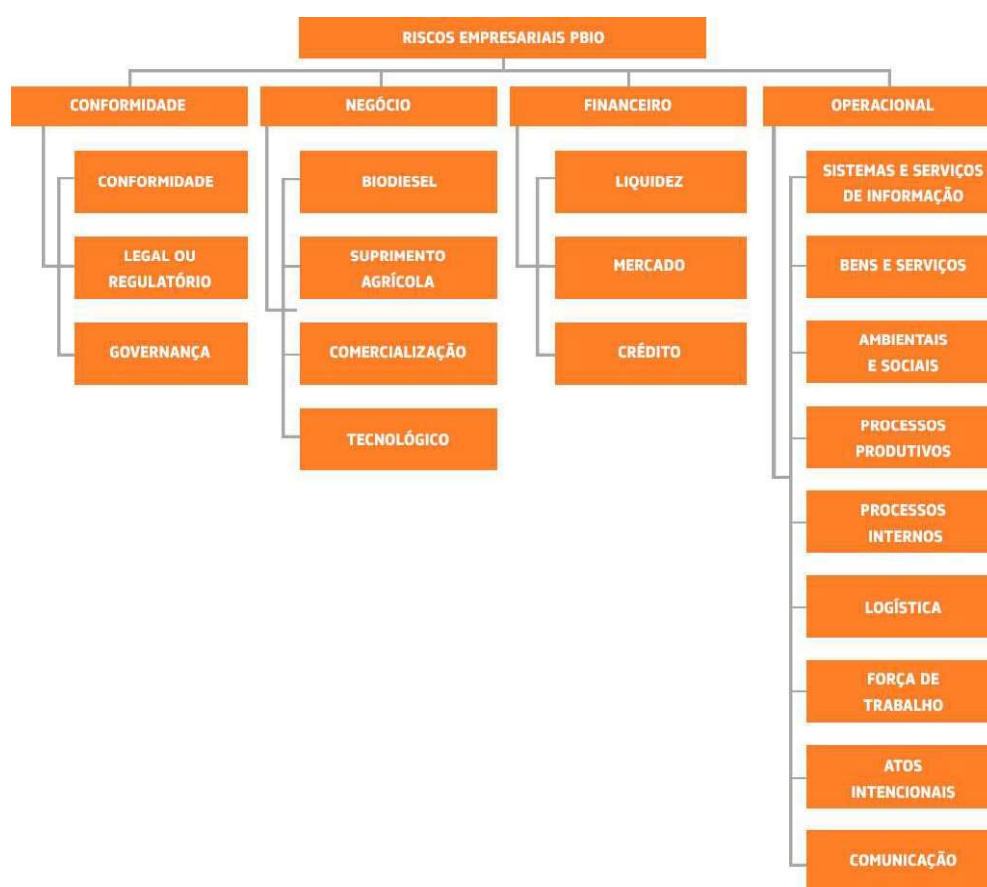 RISCOS EMPRESARIAIS PBIO
CONFORMIDADE
CONFORMIDADE
LEGAL OU
REGULATÓRIO
GOVERNANÇA
NEGÓCIO
BIODIESEL
SUPRIMENTO
AGRÍCOLA
COMERCIALIZAÇÃO
TECNOLÓGICO
FINANCEIRO
LIQUIDEZ
MERCADO
CRÉDITO
OPERACIONAL
SISTEMAS E SERVIÇOS
DE INFORMAÇÃO
BENS E SERVIÇOS
AMBIENTAIS
E SOCIAIS
PROCESSOS
PRODUTIVOS
PROCESSOS
INTERNOS
LOGÍSTICA
FORÇA DE
TRABALHO
ATOS
INTENCIONAIS
COMUNICAÇÃO